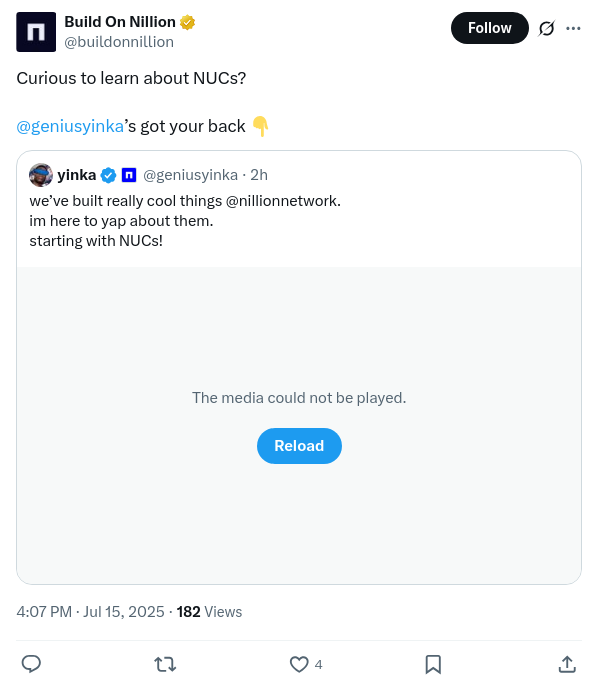 Build On Nillion
@buildonnillion
Follow
Curious to learn about NUCs?
@geniusyinka's got your back 👇
yinka @geniusyinka · 2h
we've built really cool things @nillionnetwork.
im here to yap about them.
starting with NUCs!
The media could not be played.
Reload
4:07 PM · Jul 15, 2025 · 182 Views
4